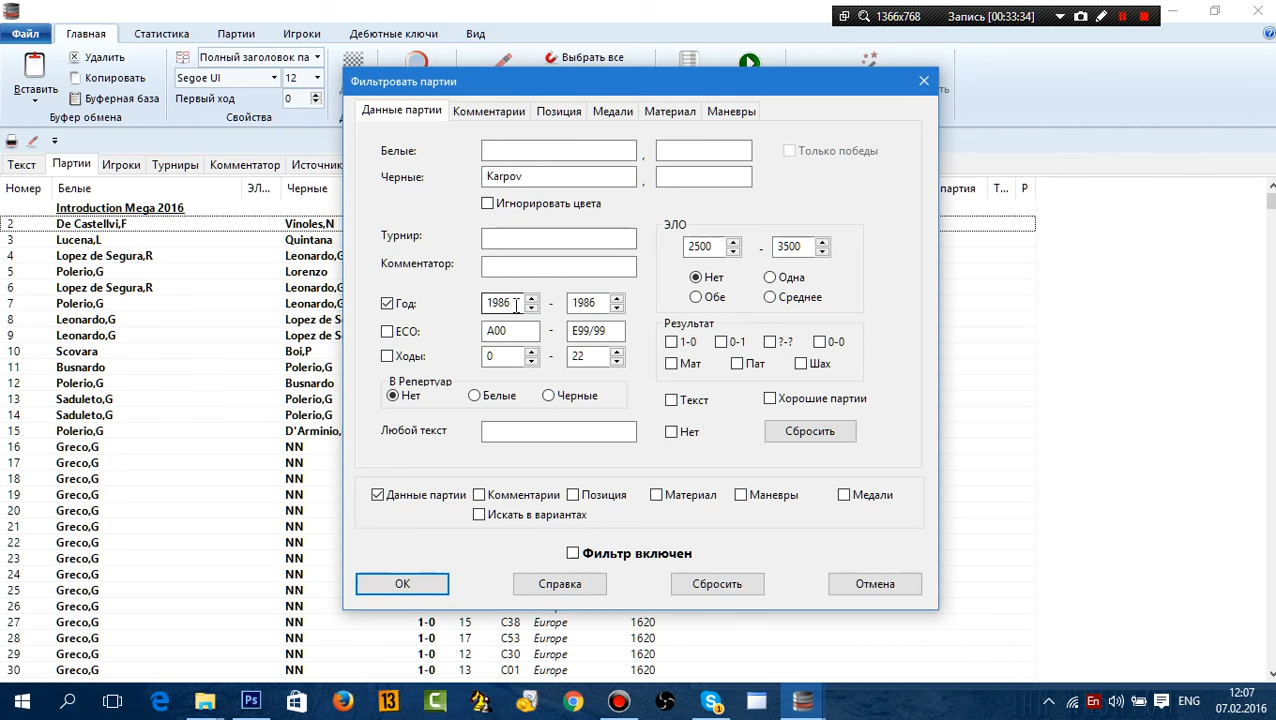 1366x768 Запись [00:33:34]
Файл Главная Статистика Партии Игроки Дебютные ключи Вид
Вставить Удалить Полный заголовок па Выбрать все
Копировать Segoe UI 12
Буферная база Первый ход 0
Буфер обмена Свойства
Текст Партии Игроки Турниры Комментатор Источник
Номер Белые ЭЛ... Черные партия Т... Р
Introduction Mega 2016
2 De Castellvi,F Vinoles,N
3 Lucena,L Quintana
4 Lopez de Segura,R Leonardo,G
5 Polerio,G Lorenzo
6 Lopez de Segura,R Leonardo,G
7 Polerio,G Leonardo,G
8 Leonardo,G Lopez de S
9 Leonardo,G Lopez de S
10 Scovara Boi,P
11 Busnardo Polerio,G
12 Polerio,G Busnardo
13 Saduleto,G Polerio,G
14 Saduleto,G Polerio,G
15 Polerio,G D'Arminio,
16 Greco,G NN
17 Greco,G NN
18 Greco,G NN
19 Greco,G NN
20 Greco,G NN
21 Greco,G NN
22 Greco,G NN
23 Greco,G NN
24 Greco,G NN
25 Greco,G NN
26 Greco,G NN
27 Greco,G NN 1-0 15 C38 Europe 1620
28 Greco,G NN 1-0 17 C53 Europe 1620
29 Greco,G NN 1-0 12 C30 Europe 1620
30 Greco,G NN 1-0 13 C01 Europe 1620
Фильтровать партии
Данные партии Комментарии Позиция Медали Материал Маневры
Белые: , Только победы
Черные: Karpov ,
Игнорировать цвета
Турнир: ЭЛО
2500 - 3500
Комментатор:
Нет Одна
Обе Среднее
Год: 1986 - 1986
ECO: A00 - E99/99
Ходы: 0 - 22
Результат
1-0 0-1 ?-? 0-0
Мат Пат Шах
В Репертуар
Нет Белые Черные
Текст Хорошие партии
Любой текст Нет Сбросить
Данные партии Комментарии Позиция Материал Маневры Медали
Искать в вариантах
Фильтр включен
ОК Справка Сбросить Отмена
13 En ENG 12:07
07.02.2016